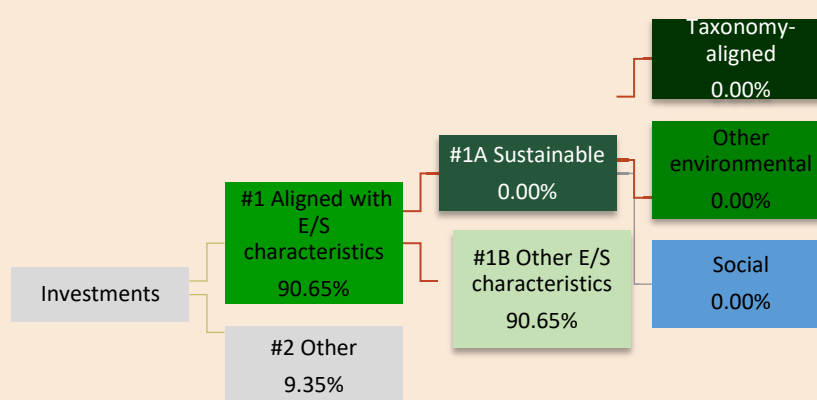 Taxonomy-
aligned
0.00%
#1A Sustainable
0.00%
Other
environmental
0.00%
#1 Aligned with
E/S
characteristics
90.65%
#1B Other E/S
characteristics
90.65%
Social
0.00%
Investments
#2 Other
9.35%